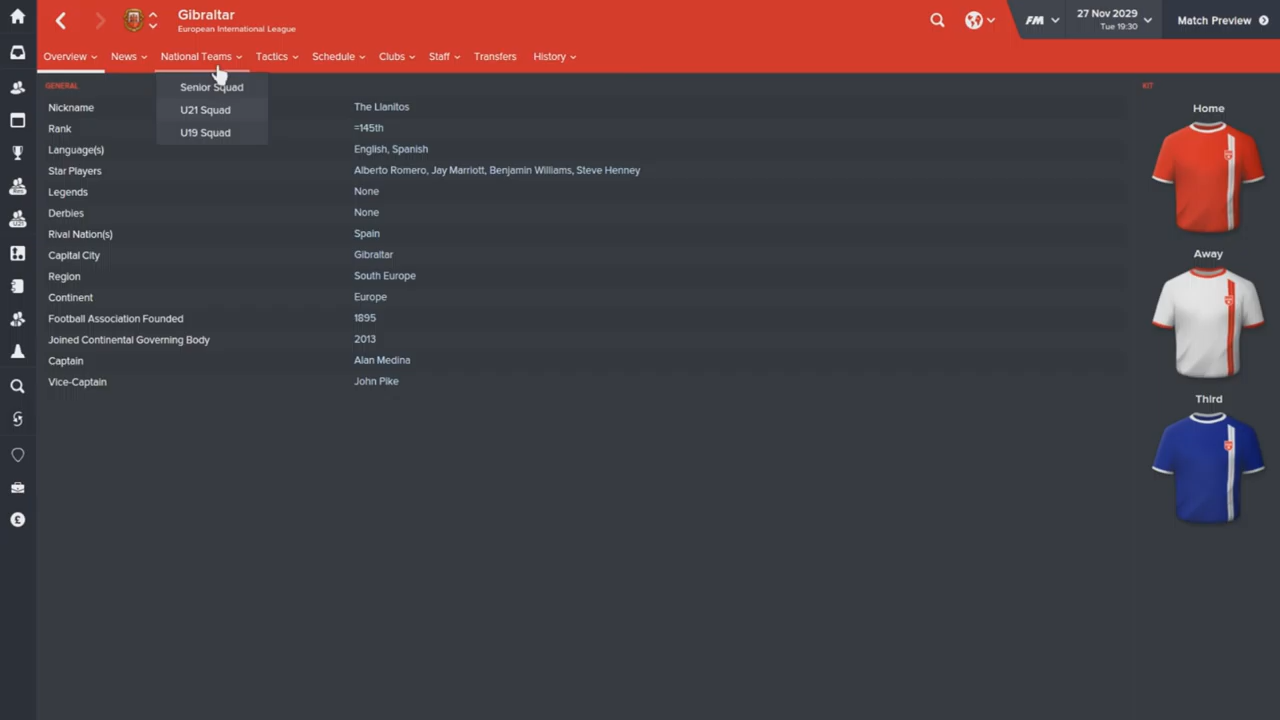 Gibraltar
European International League
FM
27 Nov 2029
Tue 19:30
Match Preview
Overview
News
National Teams
Tactics
Schedule
Clubs
Staff
Transfers
History
Senior Squad
U21 Squad
U19 Squad
GENERAL
Nickname The Llanitos
Rank =145th
Language(s) English, Spanish
Star Players Alberto Romero, Jay Marriott, Benjamin Williams, Steve Henney
Legends None
Derbies None
Rival Nation(s) Spain
Capital City Gibraltar
Region South Europe
Continent Europe
Football Association Founded 1895
Joined Continental Governing Body 2013
Captain Alan Medina
Vice-Captain John Pike
KIT
Home
Away
Third